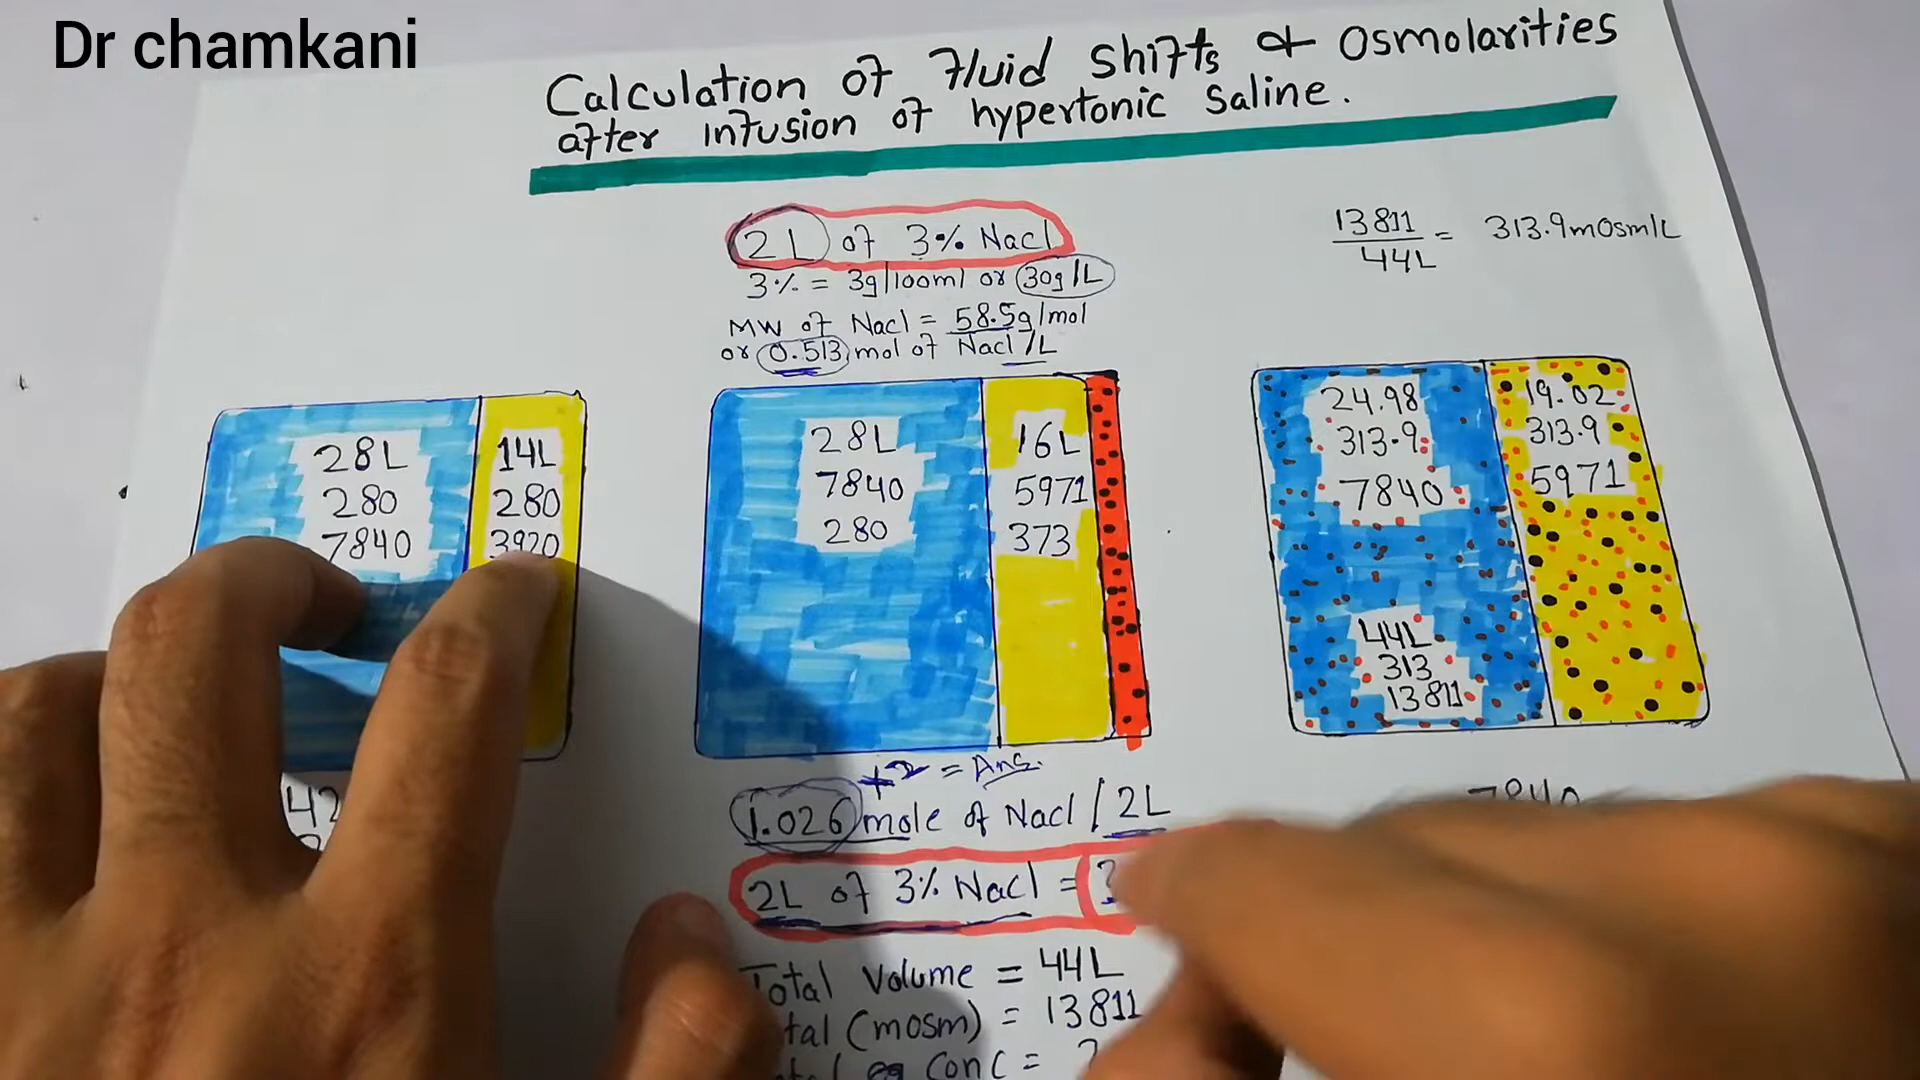 Dr chamkani
Calculation of Fluid Shifts & Osmolarities
after infusion of hypertonic Saline.
2L of 3% Nacl
3% = 3g/100ml or 30g/L
MW of Nacl = 58.5g/mol
or 0.513 mol of Nacl/L
13811
44L
= 313.9mOsm/L
28L
280
7840
14L
280
3920
28L
7840
280
16L
5971
373
24.98
313.9
7840
19.02
313.9
5971
44L
313
13811
42
+2 = Ans.
1.026 mole of Nacl / 2L
2L of 3% Nacl =
Total Volume = 44L
(mosm) = 13811
Conc =
7840